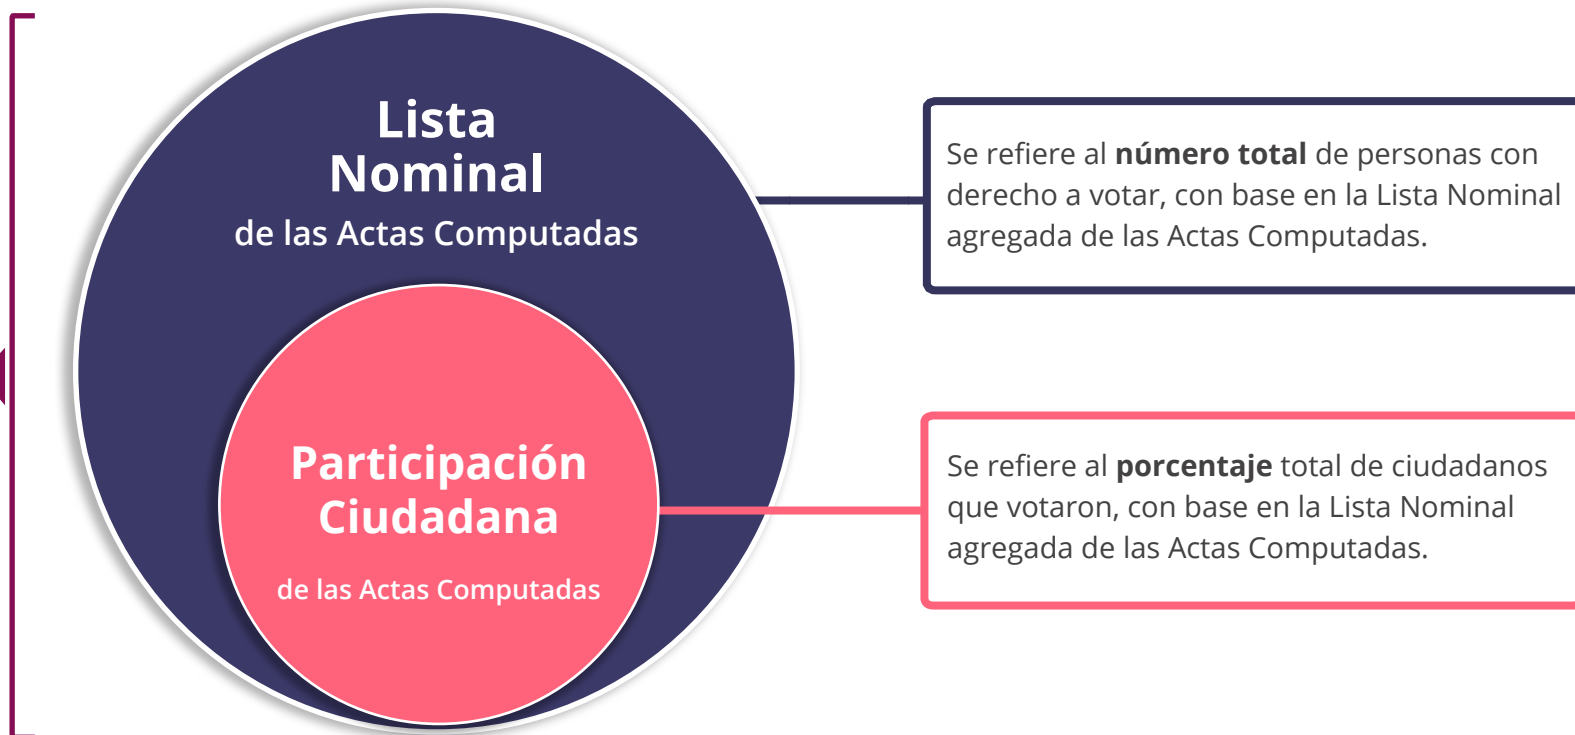 Lista
Nominal
de las Actas Computadas
Se refiere al número total de personas con
derecho a votar, con base en la Lista Nominal
agregada de las Actas Computadas.
Participación
Ciudadana
de las Actas Computadas
Se refiere al porcentaje total de ciudadanos
que votaron, con base en la Lista Nominal
agregada de las Actas Computadas.